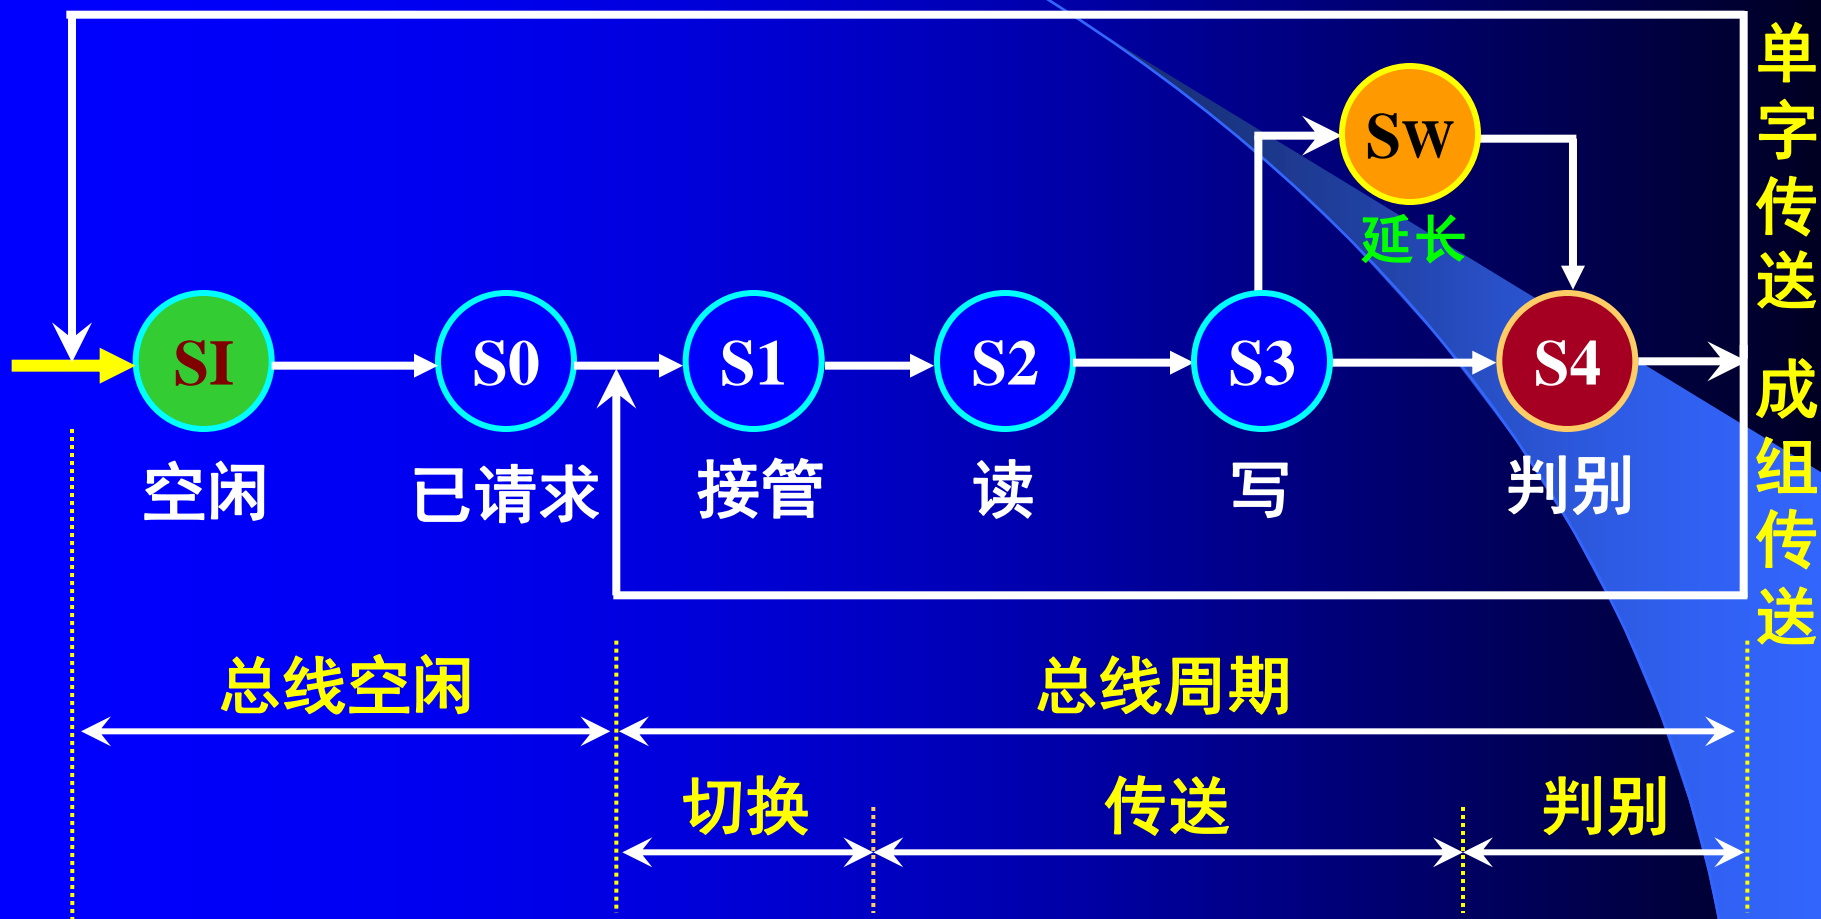 单字传送
SW
延长
SI
S0
S1
S2
S3
S4
空闲
已请求
接管
读
写
判别
成组传送
总线空闲
总线周期
切换
传送
判别